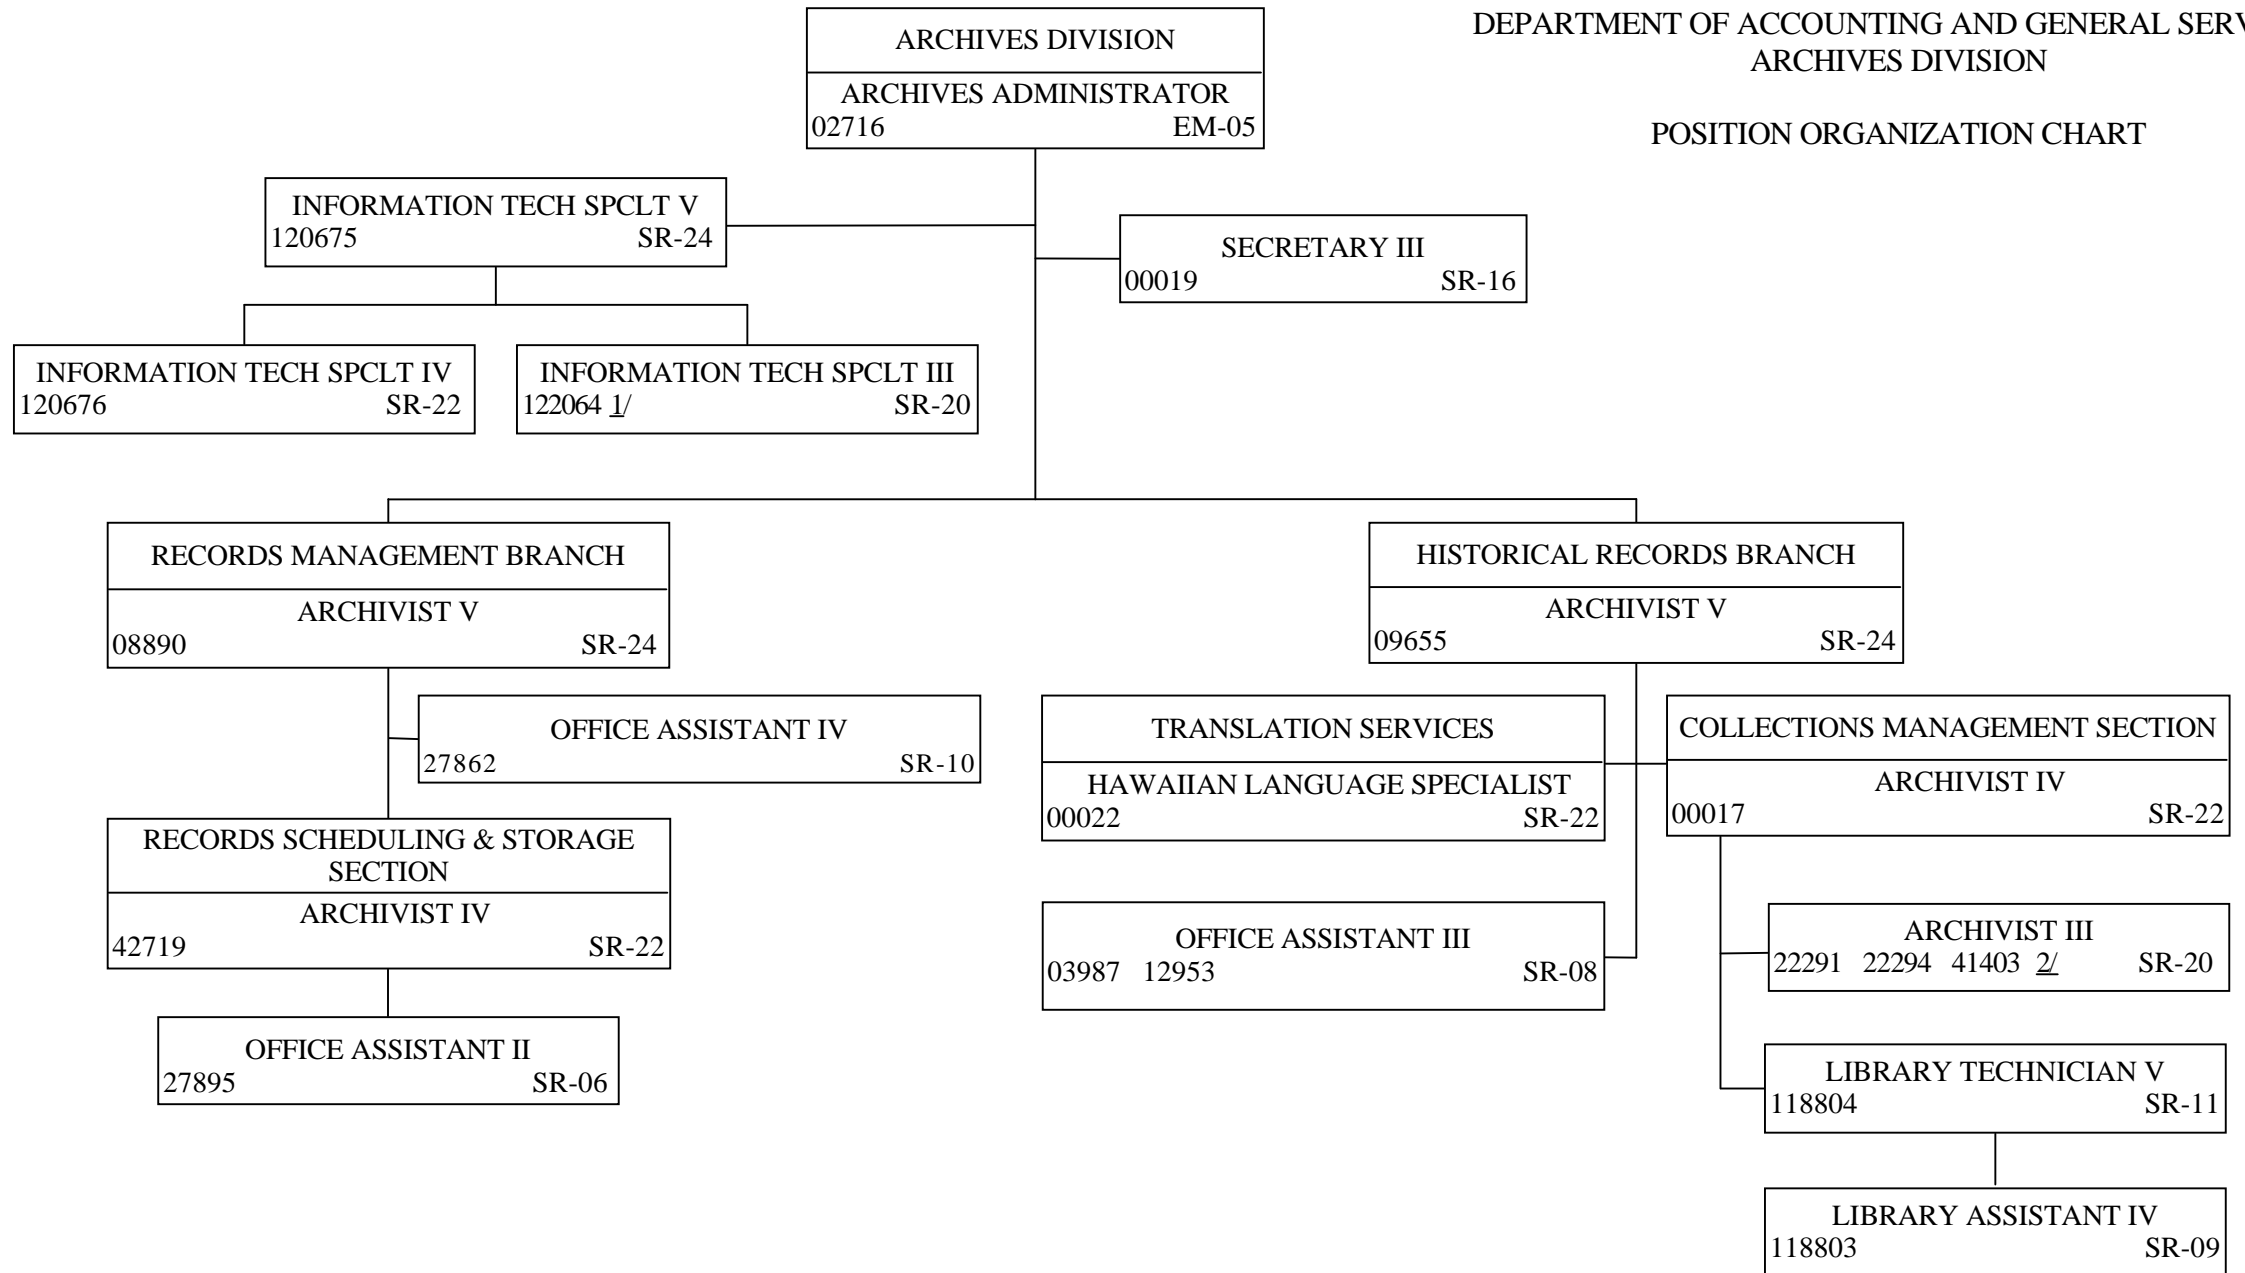 DEPARTMENT OF ACCOUNTING AND GENERAL SERV
ARCHIVES DIVISION
POSITION ORGANIZATION CHART
ARCHIVES DIVISION
ARCHIVES ADMINISTRATOR
02716 EM-05
INFORMATION TECH SPCLT V
120675 SR-24
SECRETARY III
00019 SR-16
INFORMATION TECH SPCLT IV
120676 SR-22
INFORMATION TECH SPCLT III
122064 1/ SR-20
RECORDS MANAGEMENT BRANCH
ARCHIVIST V
08890 SR-24
OFFICE ASSISTANT IV
27862 SR-10
RECORDS SCHEDULING & STORAGE
SECTION
ARCHIVIST IV
42719 SR-22
OFFICE ASSISTANT II
27895 SR-06
HISTORICAL RECORDS BRANCH
ARCHIVIST V
09655 SR-24
TRANSLATION SERVICES
HAWAIIAN LANGUAGE SPECIALIST
00022 SR-22
OFFICE ASSISTANT III
03987 12953 SR-08
COLLECTIONS MANAGEMENT SECTION
ARCHIVIST IV
00017 SR-22
ARCHIVIST III
22291 22294 41403 2/ SR-20
LIBRARY TECHNICIAN V
118804 SR-11
LIBRARY ASSISTANT IV
118803 SR-09